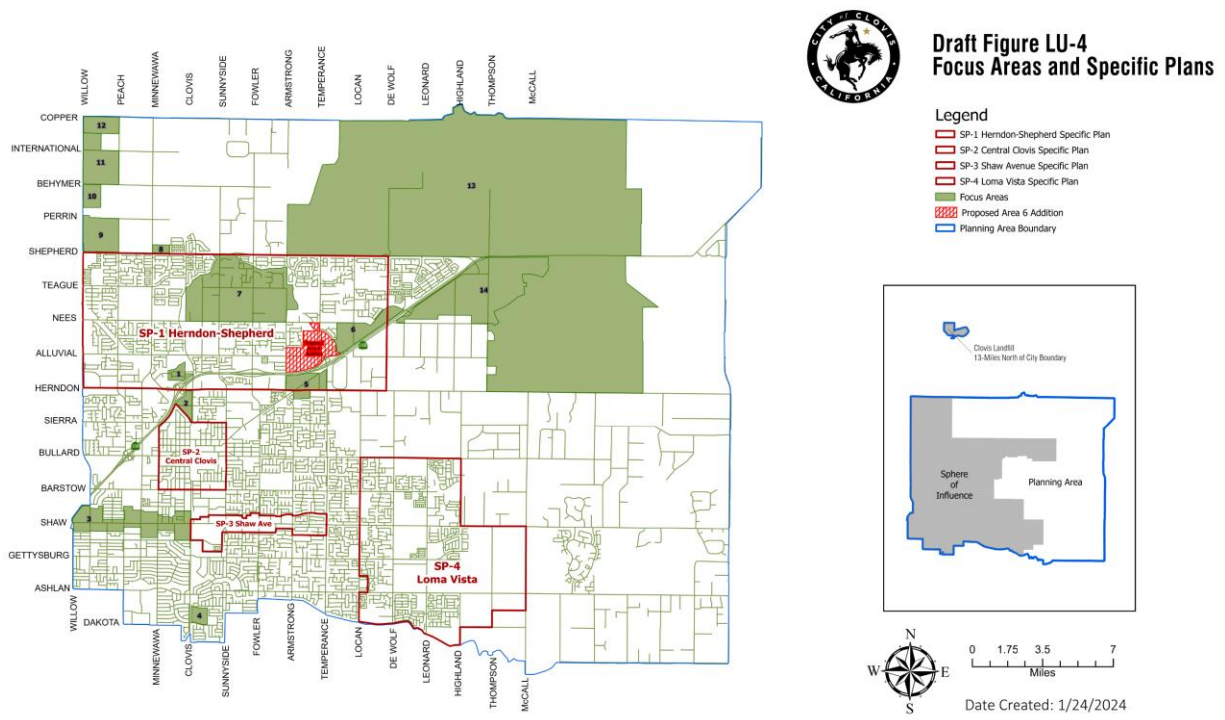 CITY of CLOVIS
CALIFORNIA
Draft Figure LU-4
Focus Areas and Specific Plans
Legend
SP-1 Herndon-Shepherd Specific Plan
SP-2 Central Clovis Specific Plan
SP-3 Shaw Avenue Specific Plan
SP-4 Loma Vista Specific Plan
Focus Areas
Proposed Area 6 Addition
Planning Area Boundary
WILLOW
PEACH
MINNEWAWA
CLOVIS
SUNNYSIDE
FOWLER
ARMSTRONG
TEMPERANCE
LOCAN
DE WOLF
LEONARD
HIGHLAND
THOMPSON
McCALL
COPPER
INTERNATIONAL
BEHYMER
PERRIN
SHEPHERD
TEAGUE
NEES
ALLUVIAL
HERNDON
SIERRA
BULLARD
BARSTOW
SHAW
GETTYSBURG
ASHLAN
12
11
10
9
8
13
7
14
SP-1 Herndon-Shepherd
6
1
5
2
SP-2
Central Clovis
3
SP-3 Shaw Ave
SP-4
Loma Vista
4
WILLOW
DAKOTA
MINNEWAWA
CLOVIS
SUNNYSIDE
FOWLER
ARMSTRONG
TEMPERANCE
LOCAN
DE WOLF
LEONARD
HIGHLAND
THOMPSON
McCALL
Clovis Landfill
13-Miles North of City Boundary
Sphere
of
Influence
Planning Area
N
W
E
S
0 1.75 3.5 7
Miles
Date Created: 1/24/2024